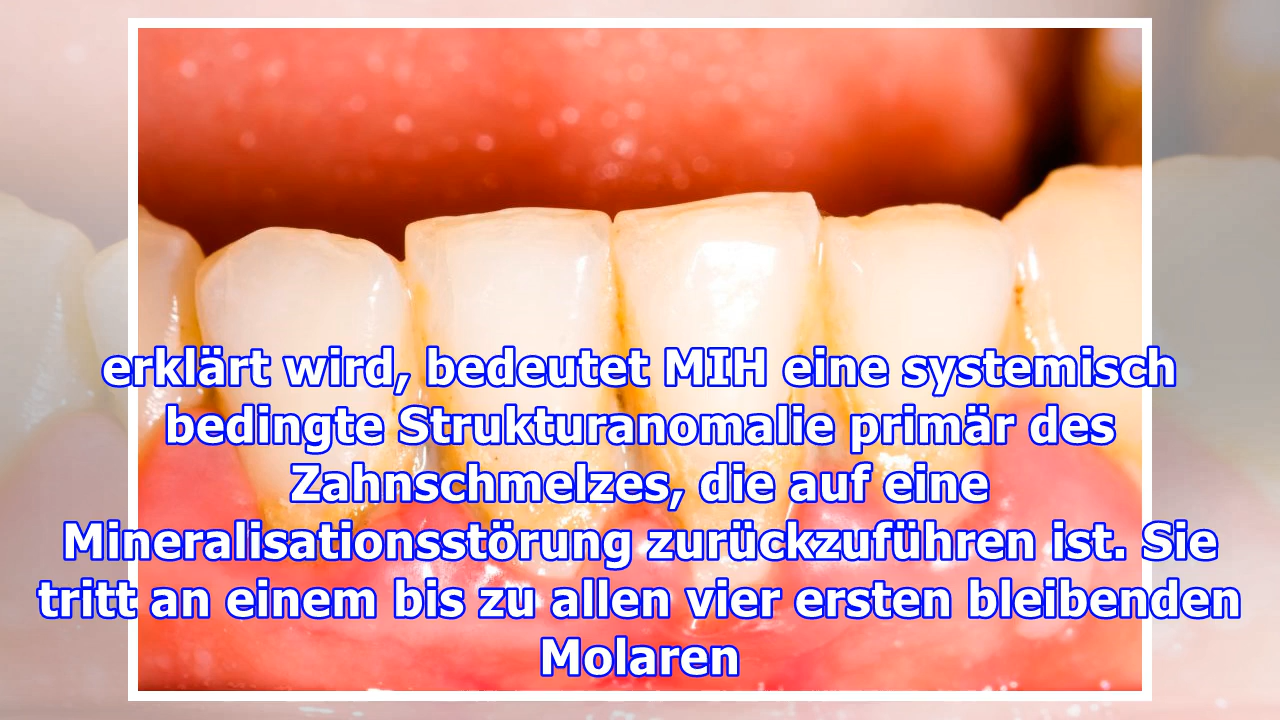 erklärt wird, bedeutet MIH eine systemisch
bedingte Strukturanomalie primär des
Zahnschmelzes, die auf eine
Mineralisationsstörung zurückzuführen ist. Sie
tritt an einem bis zu allen vier ersten bleibenden
Molaren